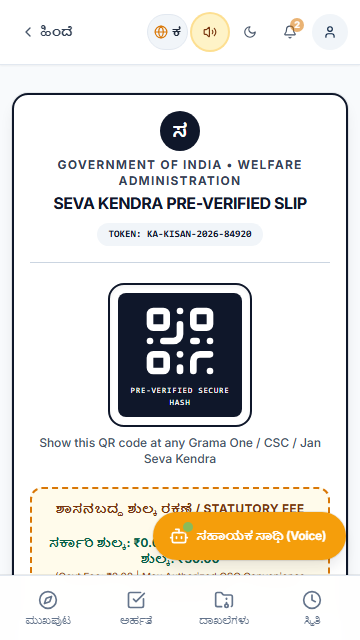 ಹಿಂದೆ
ಕ
2
ಸ
GOVERNMENT OF INDIA • WELFARE
ADMINISTRATION
SEVA KENDRA PRE-VERIFIED SLIP
TOKEN: KA-KISAN-2026-84920
PRE-VERIFIED SECURE
HASH
Show this QR code at any Grama One / CSC / Jan
Seva Kendra
ಶಾಸನಬದ್ಧ ಶುಲ್ಕ ರಕ್ಷಣೆ / STATUTORY FEE
ಸರ್ಕಾರಿ ಶುಲ್ಕ: ₹0.
ಸಹಾಯಕ ಸಾಥಿ (Voice)
ಮುಖಪುಟ
ಅರ್ಹತೆ
ದಾಖಲೆಗಳು
ಸ್ಥಿತಿ